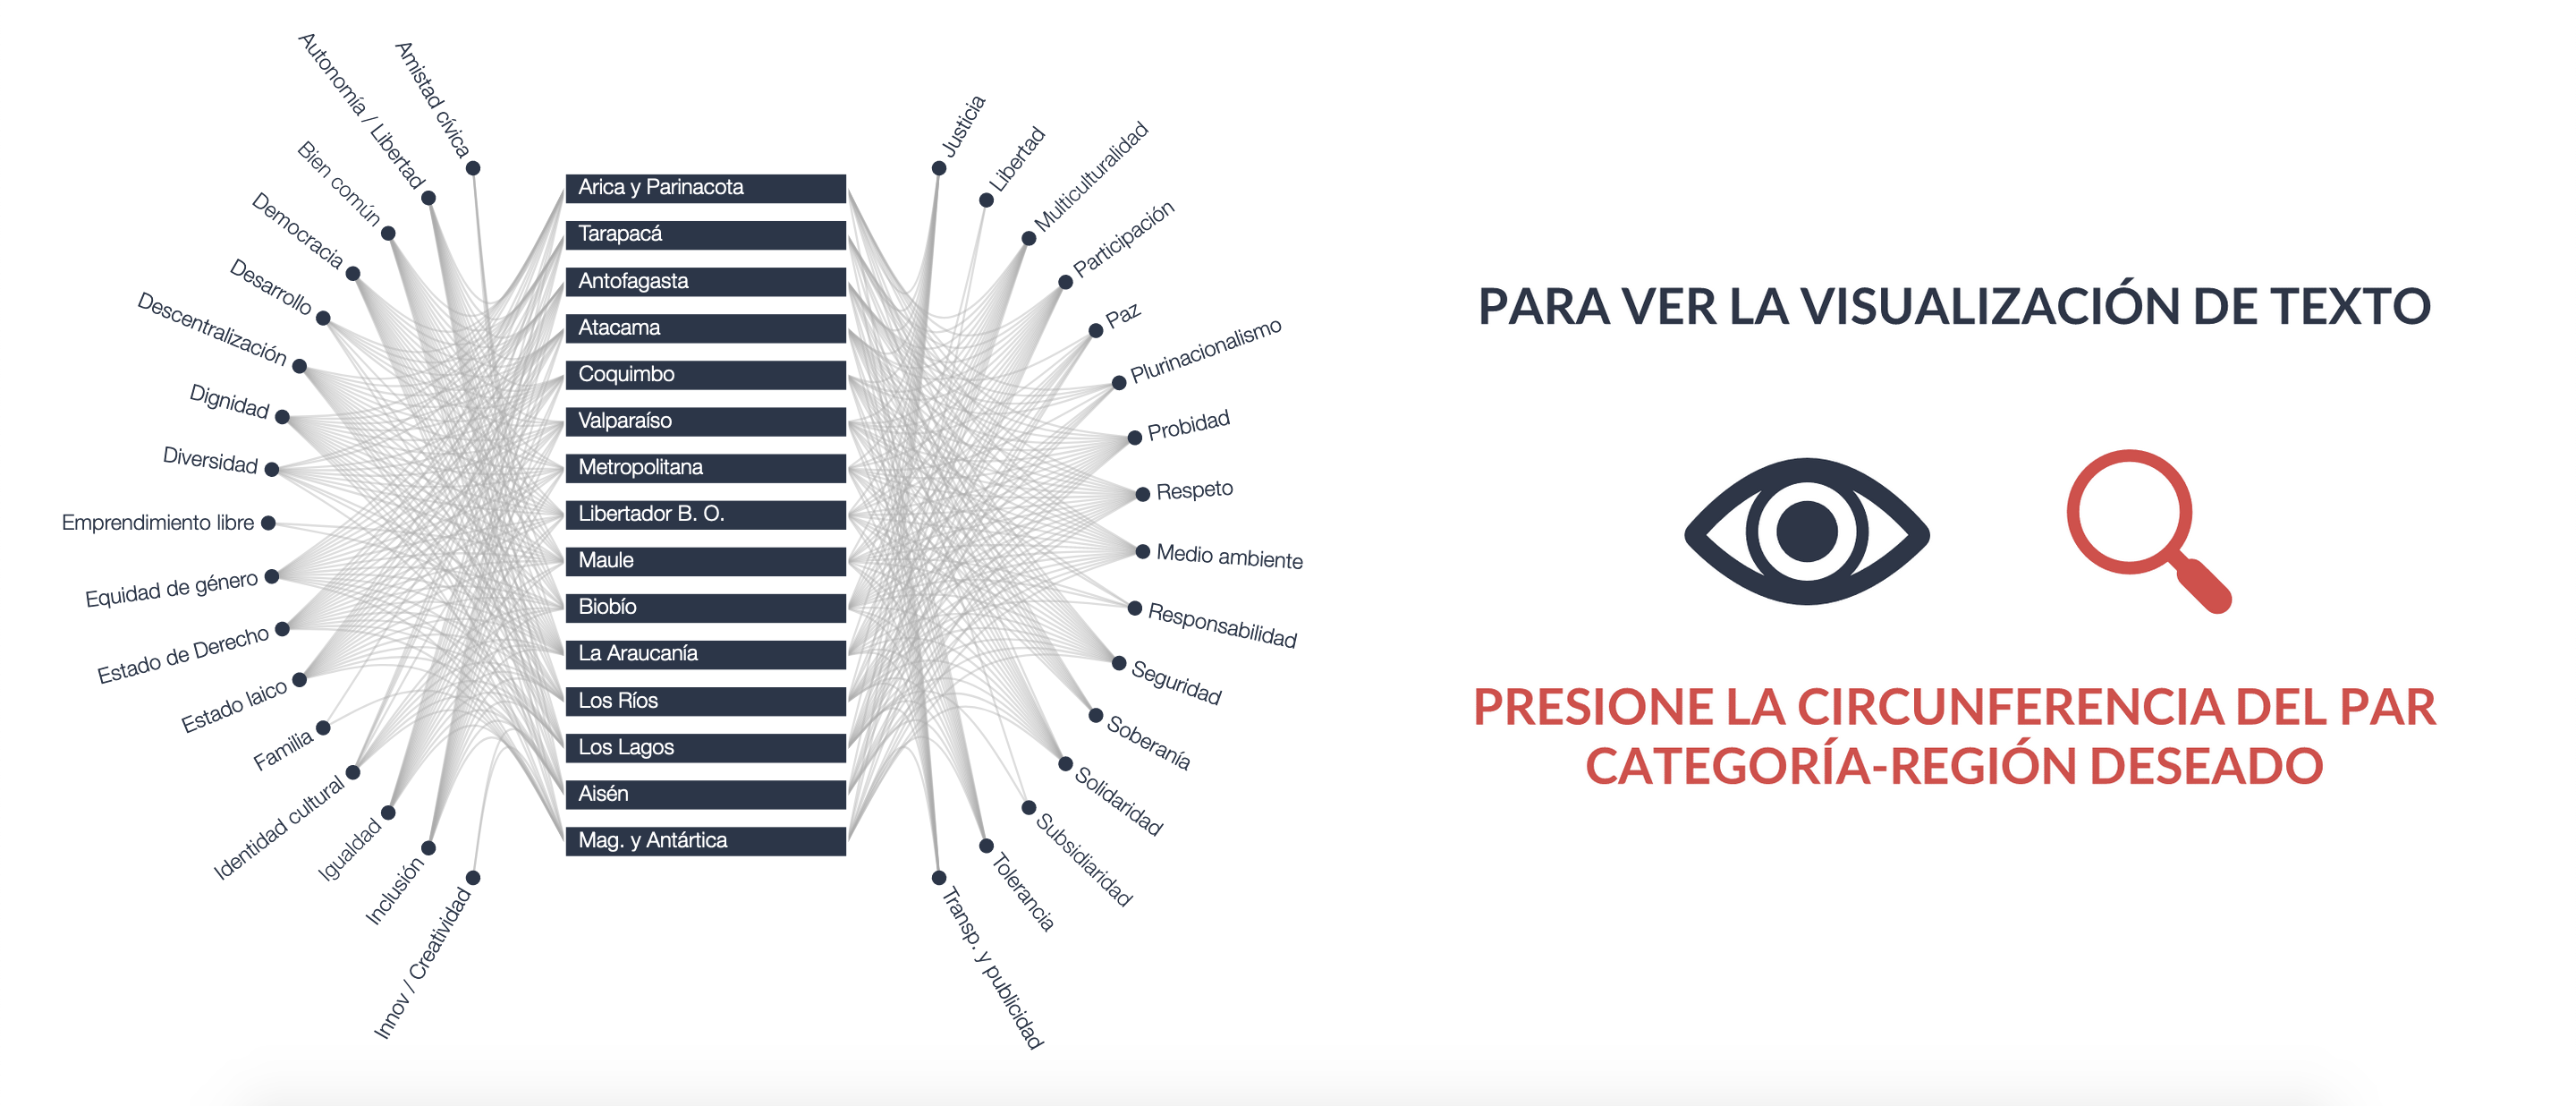 Amistad cívica
Autonomía / Libertad
Bien común
Democracia
Desarrollo
Descentralización
Dignidad
Diversidad
Emprendimiento libre
Equidad de género
Estado de Derecho
Estado laico
Familia
Identidad cultural
Igualdad
Inclusión
Innov / Creatividad
Arica y Parinacota
Tarapacá
Antofagasta
Atacama
Coquimbo
Valparaíso
Metropolitana
Libertador B. O.
Maule
Biobío
La Araucanía
Los Ríos
Los Lagos
Aisén
Mag. y Antártica
Justicia
Libertad
Multiculturalidad
Participación
Paz
Plurinacionalismo
Probidad
Respeto
Medio ambiente
Responsabilidad
Seguridad
Soberanía
Solidaridad
Subsidiaridad
Tolerancia
Transp. y publicidad
PARA VER LA VISUALIZACIÓN DE TEXTO
PRESIONE LA CIRCUNFERENCIA DEL PAR
CATEGORÍA-REGIÓN DESEADO